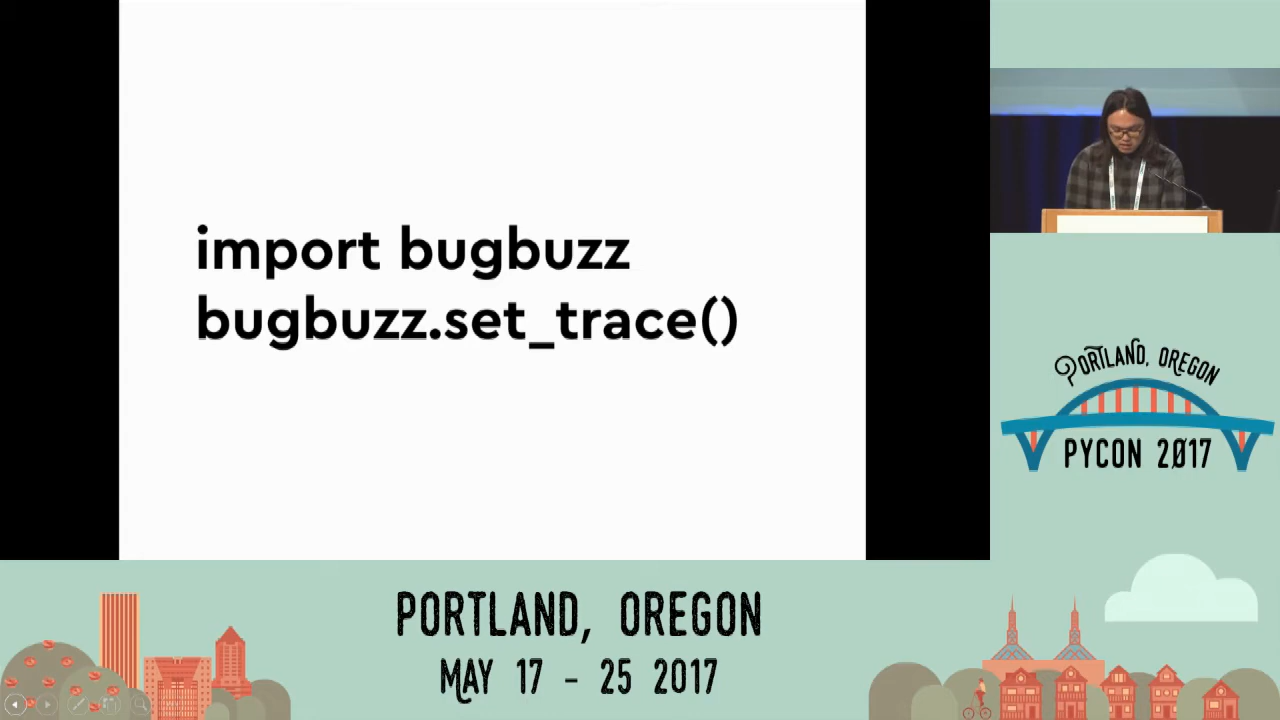 import bugbuzz
bugbuzz.set_trace()
PORTLAND, OREGON
PYCON 2017
PORTLAND, OREGON
MAY 17 - 25 2017